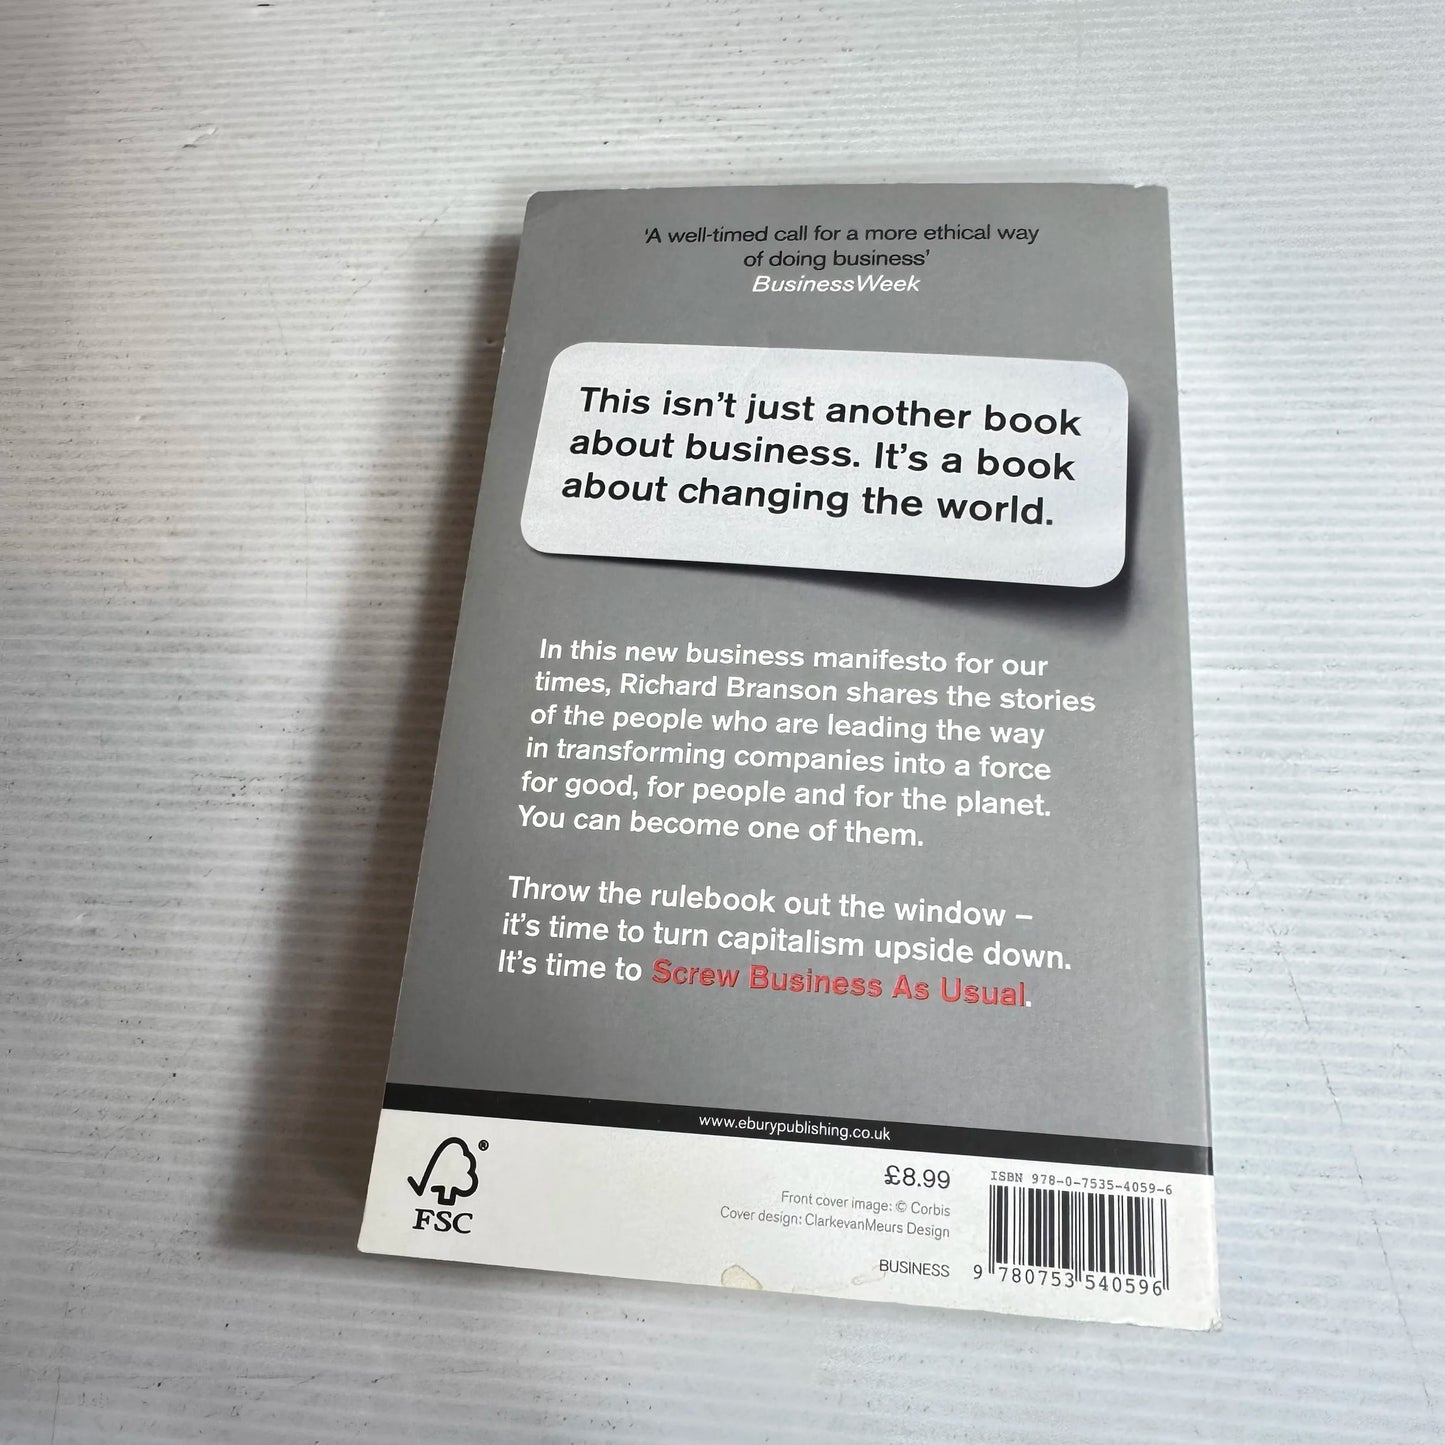 ‘A well-timed call for a more ethical way
of doing business’
BusinessWeek
This isn’t just another book
about business. It’s a book
about changing the world.
In this new business manifesto for our
times, Richard Branson shares the stories
of the people who are leading the way
in transforming companies into a force
for good, for people and for the planet.
You can become one of them.
Throw the rulebook out the window –
it’s time to turn capitalism upside down.
It’s time to Screw Business As Usual.
www.eburypublishing.co.uk
®
FSC
£8.99
Front cover image: © Corbis
Cover design: ClarkevanMeurs Design
BUSINESS
ISBN 978-0-7535-4059-6
9 780753 540596